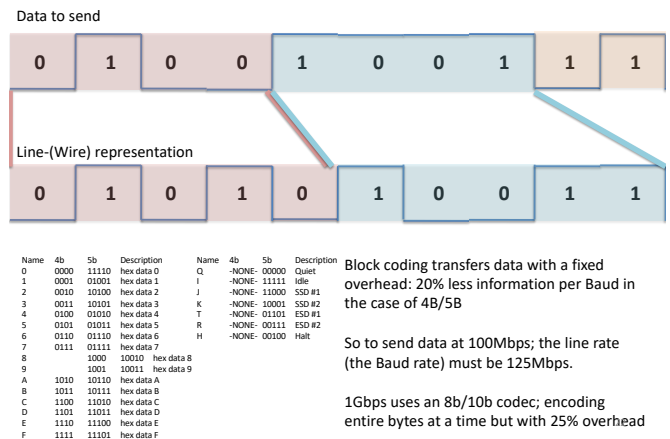 Data to send
0 1 0 0 1 0 0 1 1 1
Line-(Wire) representation
0 1 0 1 0 1 0 0 1 1
Name 4b 5b Description
0 0000 11110 hex data 0
1 0001 01001 hex data 1
2 0010 10100 hex data 2
3 0011 10101 hex data 3
4 0100 01010 hex data 4
5 0101 01011 hex data 5
6 0110 01110 hex data 6
7 0111 01111 hex data 7
8 1000 10010 hex data 8
9 1001 10011 hex data 9
A 1010 10110 hex data A
B 1011 10111 hex data B
C 1100 11010 hex data C
D 1101 11011 hex data D
E 1110 11100 hex data E
F 1111 11101 hex data F
Name 4b 5b Description
Q -NONE- 00000 Quiet
I -NONE- 11111 Idle
J -NONE- 11000 SSD #1
K -NONE- 10001 SSD #2
T -NONE- 01101 ESD #1
R -NONE- 00111 ESD #2
H -NONE- 00100 Halt
Block coding transfers data with a fixed
overhead: 20% less information per Baud in
the case of 4B/5B
So to send data at 100Mbps; the line rate
(the Baud rate) must be 125Mbps.
1Gbps uses an 8b/10b codec; encoding
entire bytes at a time but with 25% overhead